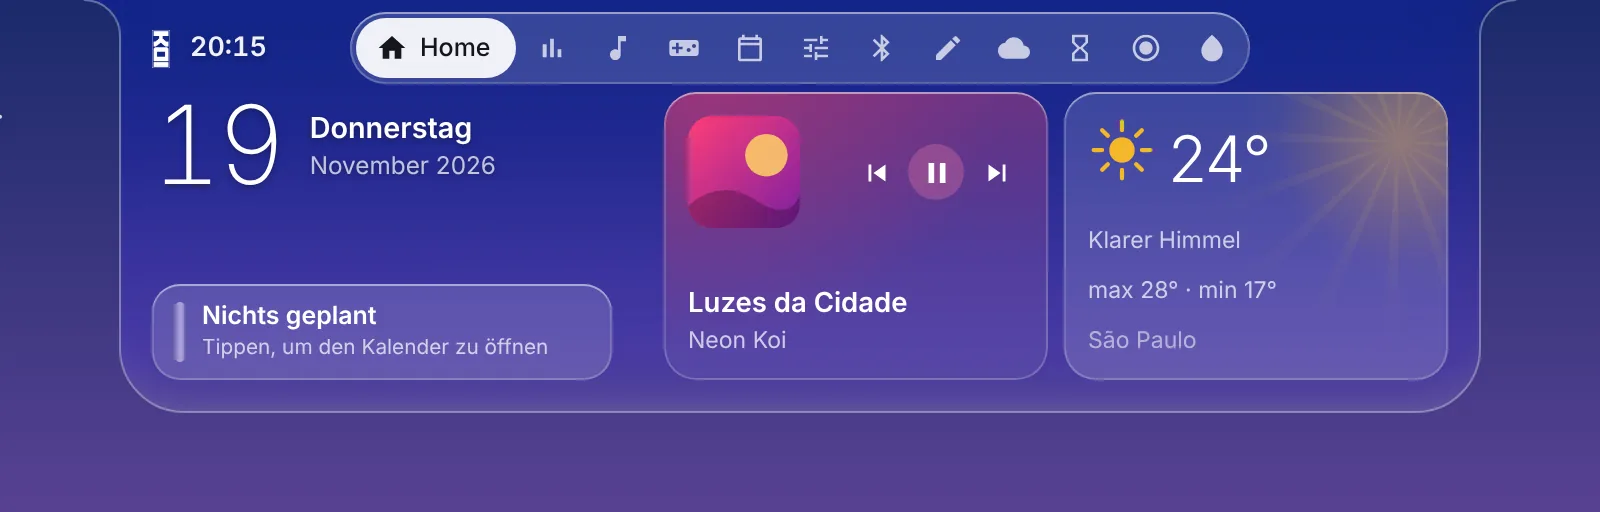 20:15
Home
19
Donnerstag
November 2026
Nichts geplant
Tippen, um den Kalender zu öffnen
Luzes da Cidade
Neon Koi
24°
Klarer Himmel
max 28° · min 17°
São Paulo